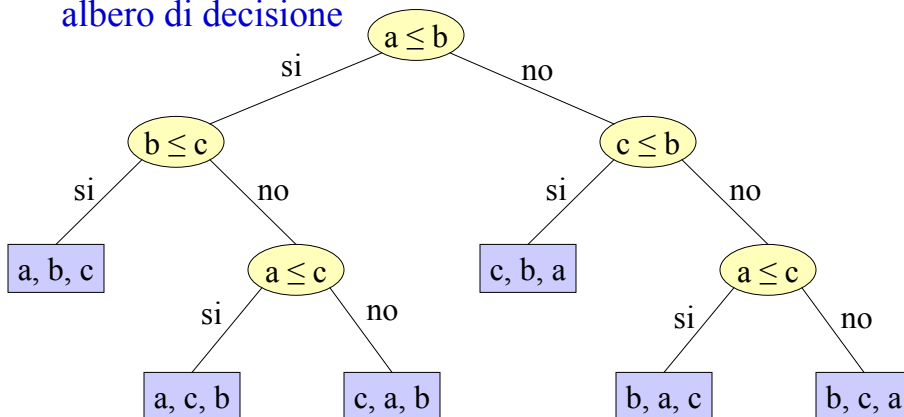 albero di decisione
a ≤ b
si
no
b ≤ c
c ≤ b
si
no
si
no
a, b, c
a ≤ c
c, b, a
a ≤ c
si
no
si
no
a, c, b
c, a, b
b, a, c
b, c, a